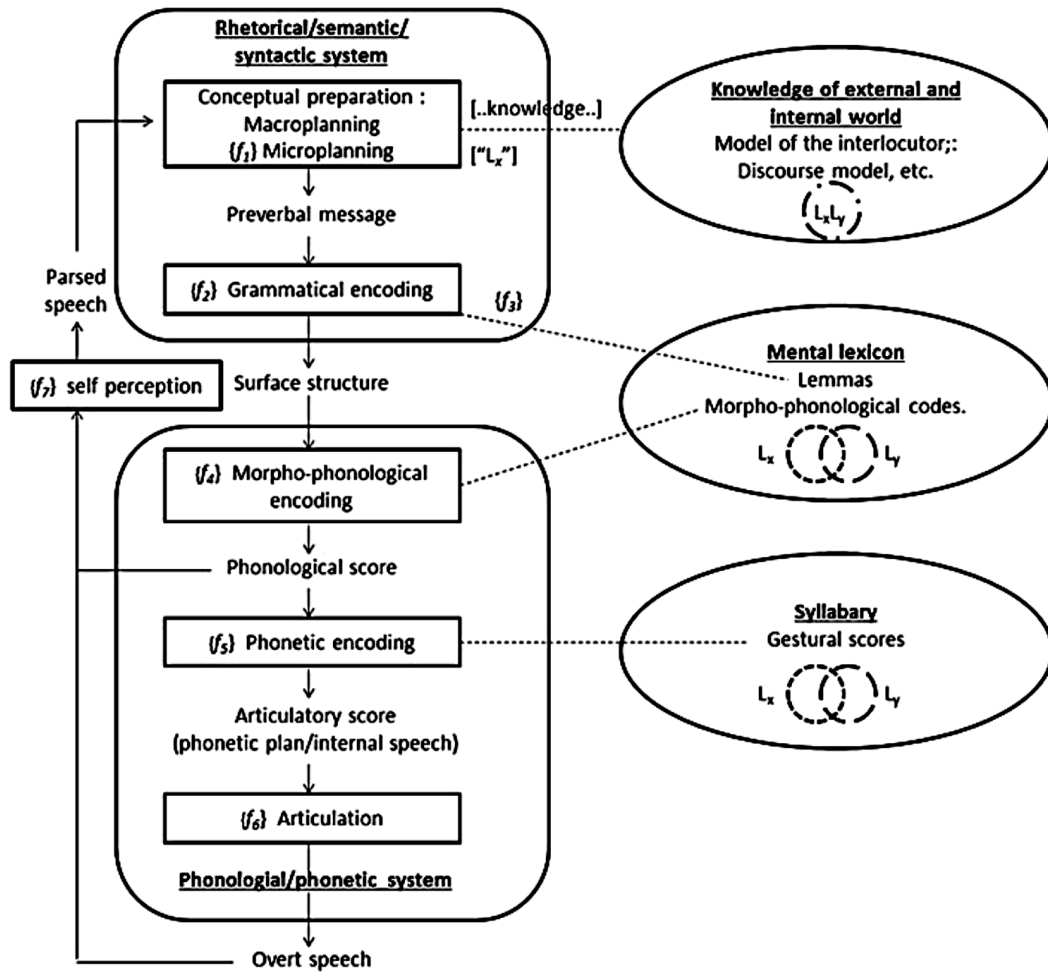 Rhetorical/semantic/
syntactic system
Conceptual preparation :
Macroplanning
{f1} Microplanning
[..knowledge..]
["Lx"]
Preverbal message
{f2} Grammatical encoding
{f3}
Parsed
speech
{f7} self perception
Surface structure
{f4} Morpho-phonological
encoding
Phonological score
{f5} Phonetic encoding
Articulatory score
(phonetic plan/internal speech)
{f6} Articulation
Phonologial/phonetic system
Overt speech
Knowledge of external and
internal world
Model of the interlocutor;:
Discourse model, etc.
LxLy
Mental lexicon
Lemmas
Morpho-phonological codes.
Lx Ly
Syllabary
Gestural scores
Lx Ly